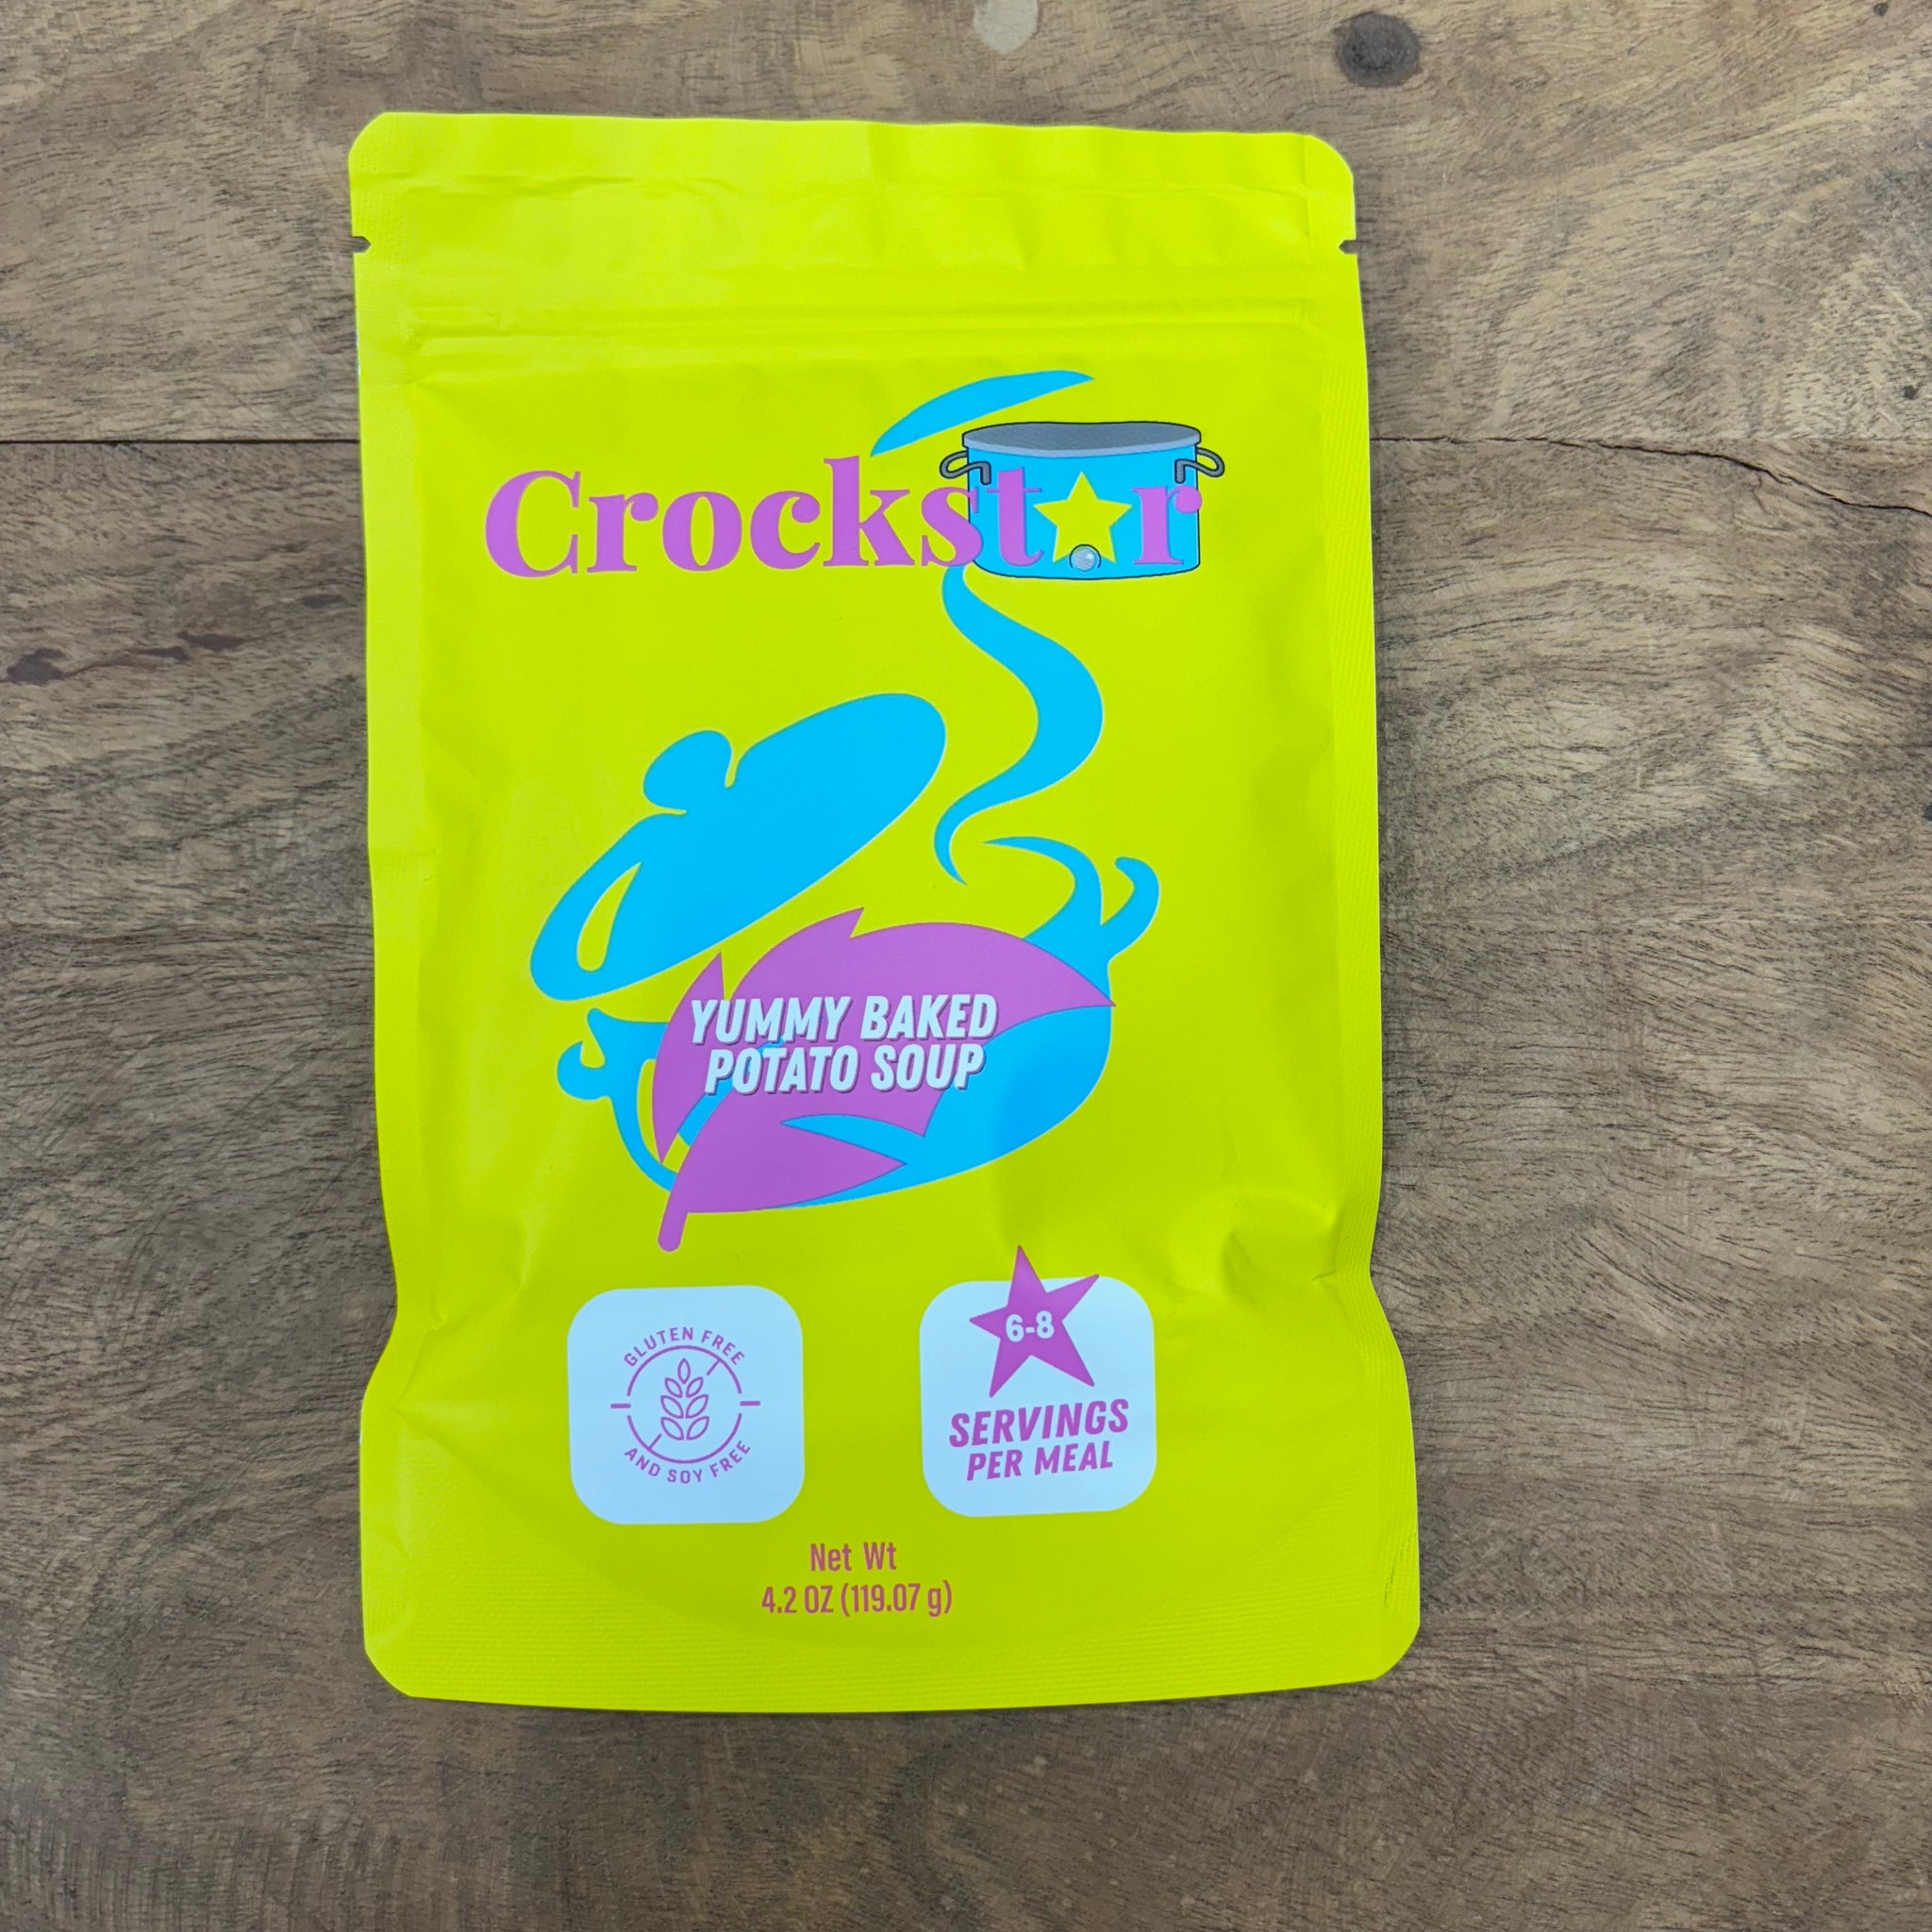 Crockstar
YUMMY BAKED
POTATO SOUP
GLUTEN FREE
AND SOY FREE
6-8
SERVINGS
PER MEAL
Net Wt
4.2 OZ (119.07 g)